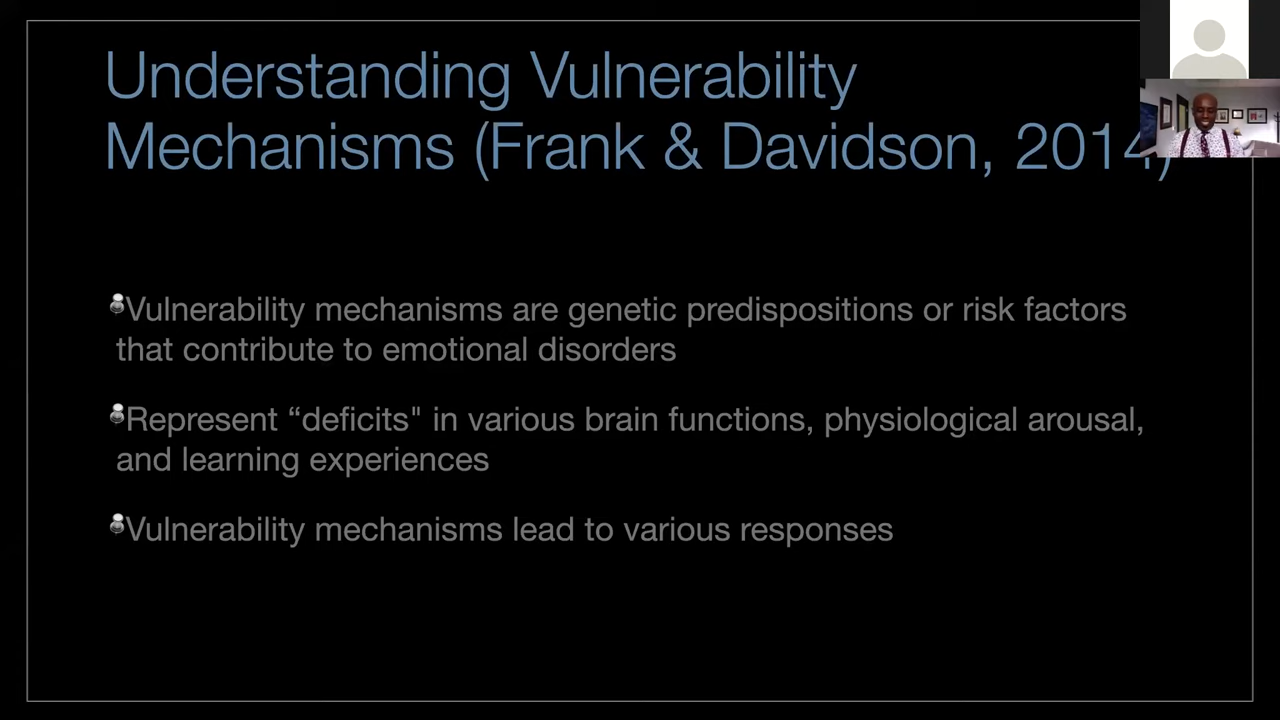 Understanding Vulnerability
Mechanisms (Frank & Davidson, 2014)
Vulnerability mechanisms are genetic predispositions or risk factors
that contribute to emotional disorders
Represent “deficits" in various brain functions, physiological arousal,
and learning experiences
Vulnerability mechanisms lead to various responses